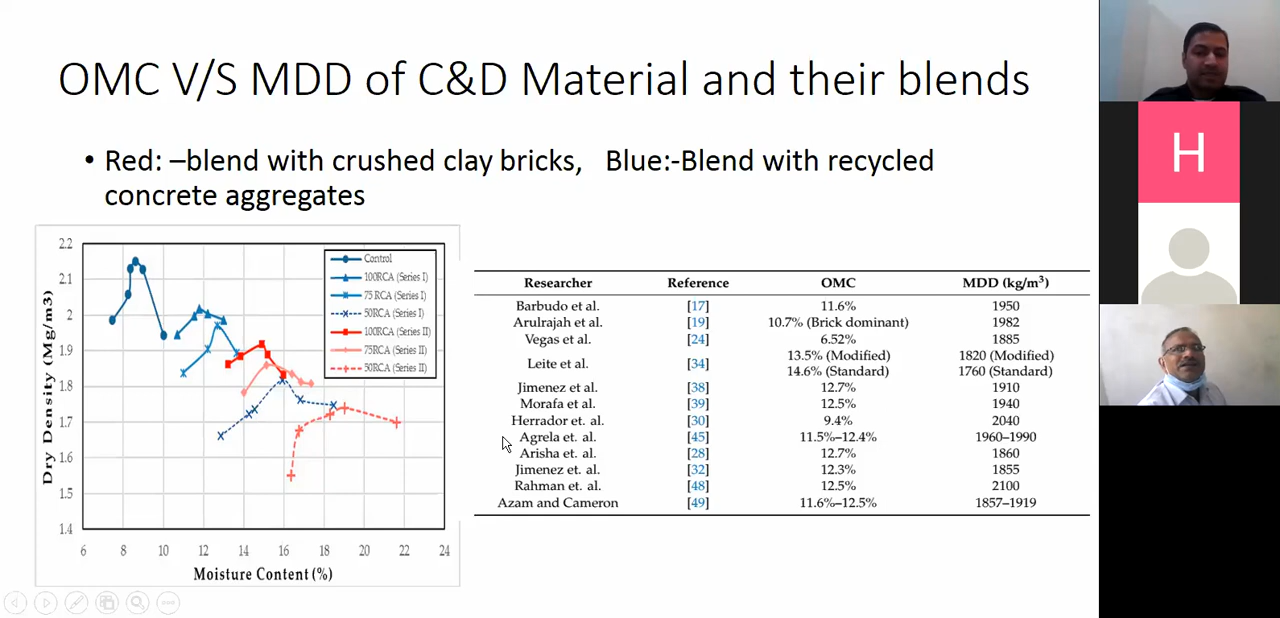 OMC V/S MDD of C&D Material and their blends
• Red: –blend with crushed clay bricks, Blue:-Blend with recycled
concrete aggregates
Dry Density (Mg/m3)
2.2
2.1
2
1.9
1.8
1.7
1.6
1.5
1.4
6 8 10 12 14 16 18 20 22 24
Moisture Content (%)
Control
100RCA (Series I)
75 RCA (Series I)
50RCA (Series I)
100RCA (Series II)
75RCA (Series II)
50RCA (Series II)
Researcher Reference OMC MDD (kg/m³)
Barbudo et al. [17] 11.6% 1950
Arulrajah et al. [19] 10.7% (Brick dominant) 1982
Vegas et al. [24] 6.52% 1885
Leite et al. [34] 13.5% (Modified) 1820 (Modified)
14.6% (Standard) 1760 (Standard)
Jimenez et al. [38] 12.7% 1910
Morafa et al. [39] 12.5% 1940
Herrador et. al. [30] 9.4% 2040
Agrela et. al. [45] 11.5%–12.4% 1960–1990
Arisha et. al. [28] 12.7% 1860
Jimenez et. al. [32] 12.3% 1855
Rahman et. al. [48] 12.5% 2100
Azam and Cameron [49] 11.6%–12.5% 1857–1919
H